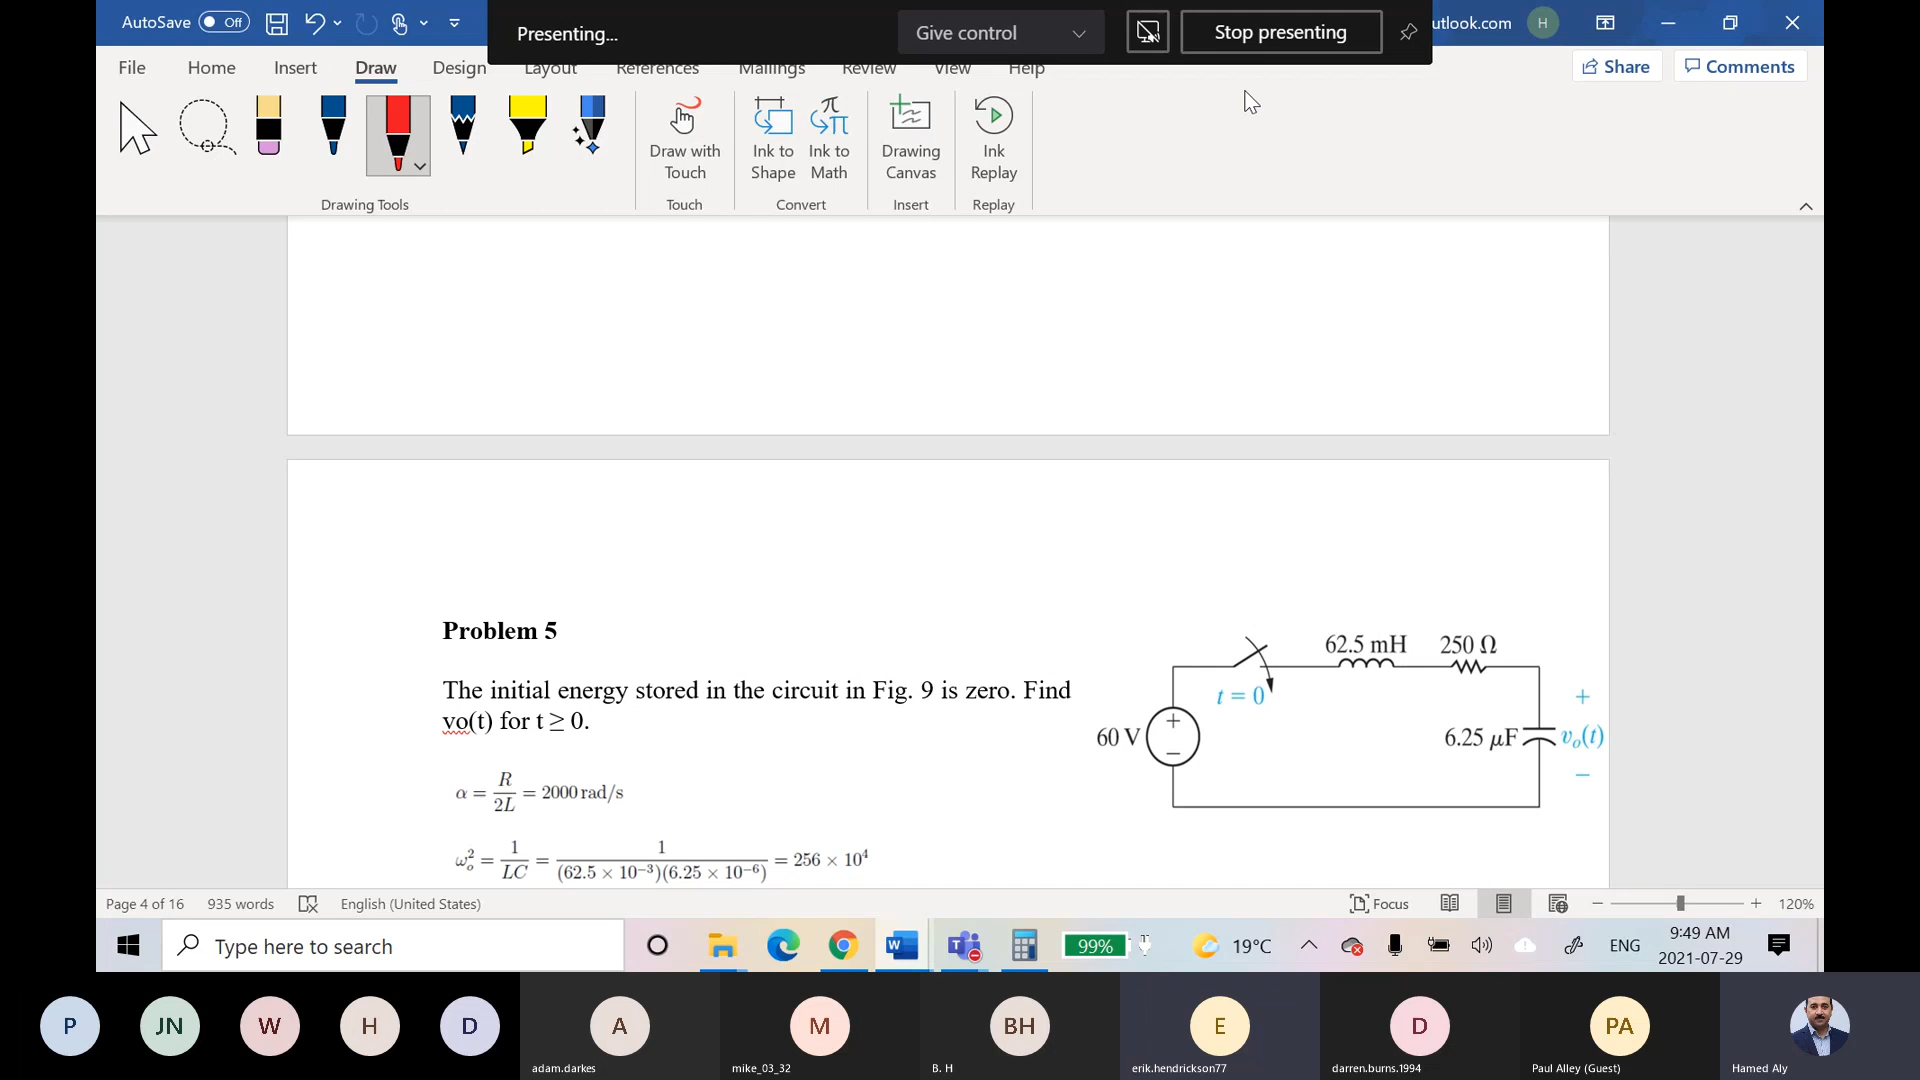 AutoSave Off
Presenting...
Give control
Stop presenting
utlook.com
H
File Home Insert Draw Design Layout References Mailings Review View Help
Share Comments
Draw with Touch
Ink to Shape
Ink to Math
Drawing Canvas
Ink Replay
Drawing Tools Touch Convert Insert Replay
Problem 5
The initial energy stored in the circuit in Fig. 9 is zero. Find
vo(t) for t ≥ 0.
α = R/2L = 2000 rad/s
ω_o^2 = 1/LC = 1/((62.5 × 10^−3)(6.25 × 10^−6)) = 256 × 10^4
62.5 mH 250 Ω
t = 0
+
60 V + −
6.25 μF
v_o(t)
−
Page 4 of 16 935 words English (United States) Focus 120%
Type here to search
99%
19°C
ENG
9:49 AM
2021-07-29
P JN W H D A M BH E D PA
adam.darkes mike_03_32 B. H erik.hendrickson77 darren.burns.1994 Paul Alley (Guest) Hamed Aly